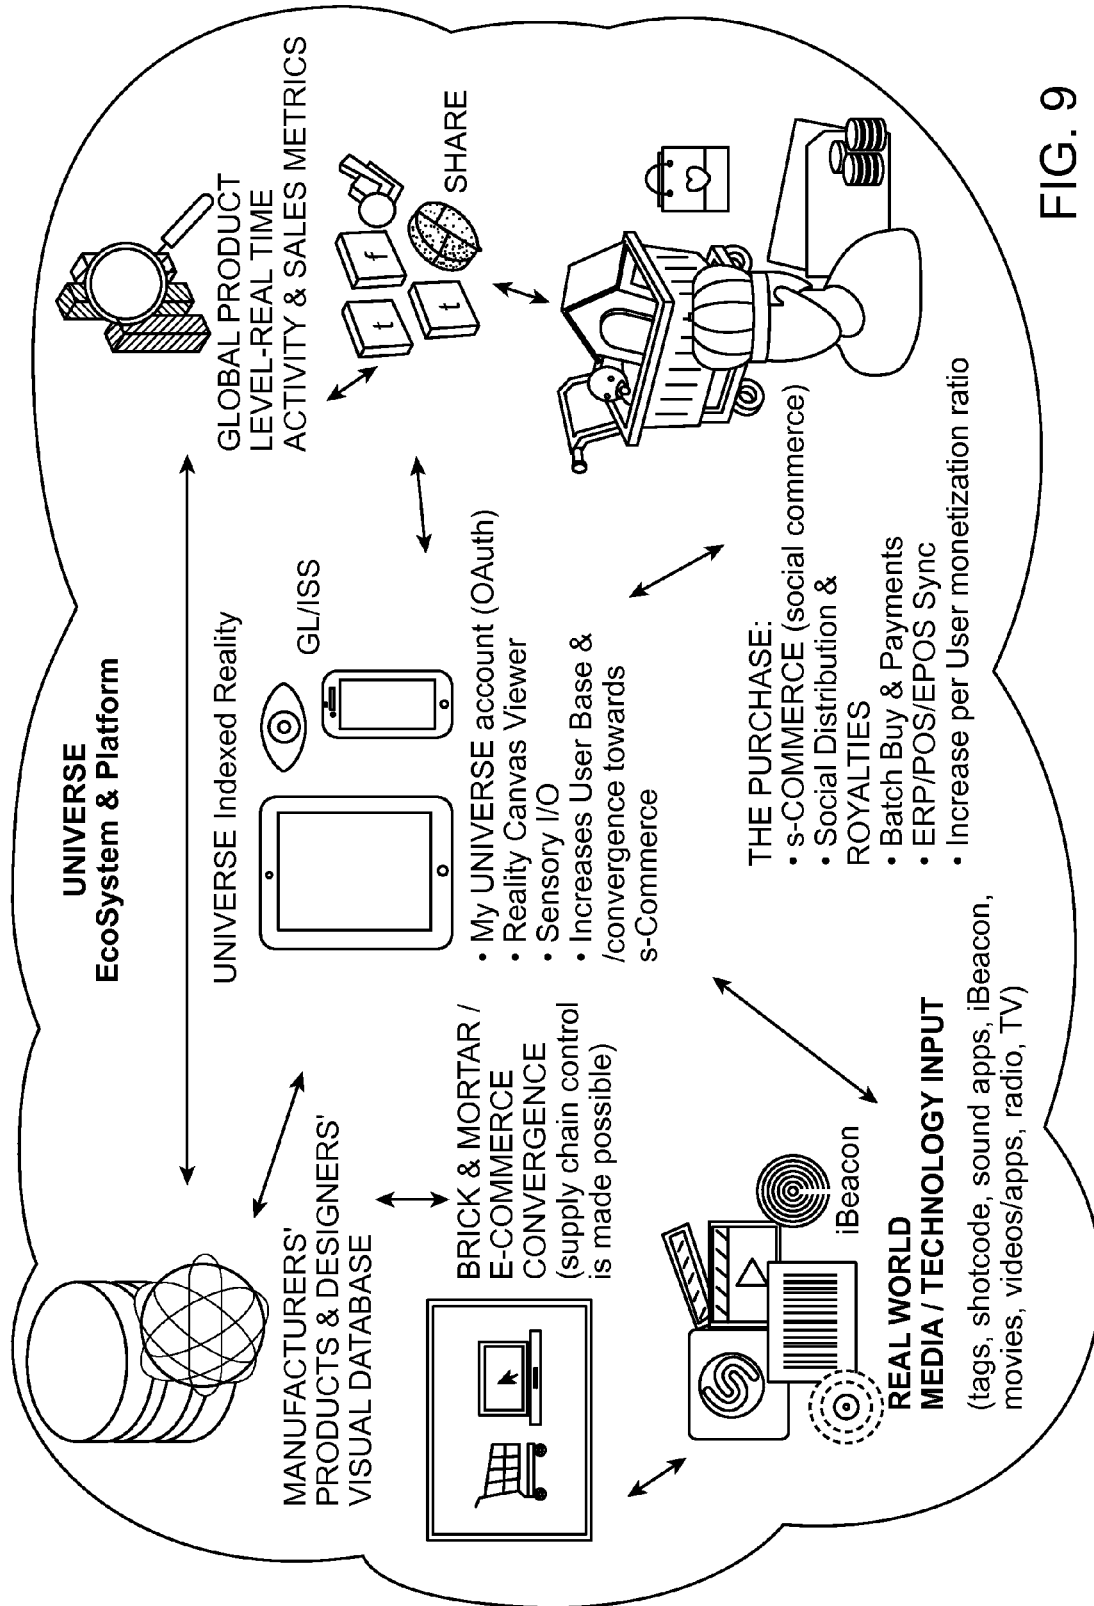 UNIVERSE
EcoSystem & Platform
UNIVERSE Indexed Reality
GL/ISS
MANUFACTURERS'
PRODUCTS & DESIGNERS'
VISUAL DATABASE
GLOBAL PRODUCT
LEVEL-REAL TIME
ACTIVITY & SALES METRICS
t
f
t
SHARE
BRICK & MORTAR /
E-COMMERCE
CONVERGENCE
(supply chain control
is made possible)
• My UNIVERSE account (OAuth)
• Reality Canvas Viewer
• Sensory I/O
• Increases User Base &
/convergence towards
s-Commerce
iBeacon
REAL WORLD
MEDIA / TECHNOLOGY INPUT
(tags, shotcode, sound apps, iBeacon,
movies, videos/apps, radio, TV)
THE PURCHASE:
• s-COMMERCE (social commerce)
• Social Distribution &
ROYALTIES
• Batch Buy & Payments
• ERP/POS/EPOS Sync
• Increase per User monetization ratio
FIG. 9